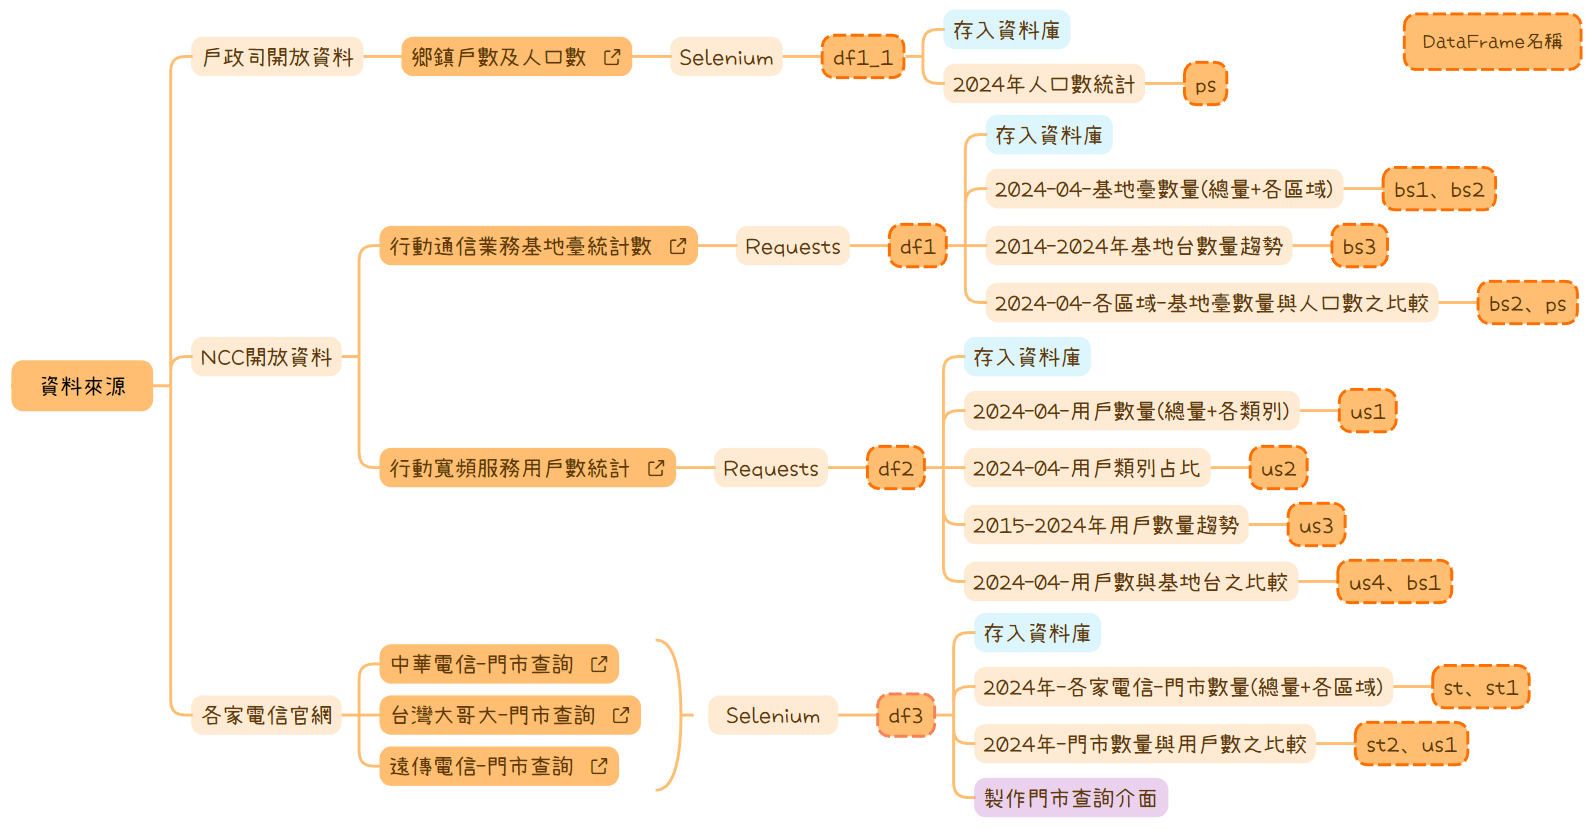 資料來源
戶政司開放資料
鄉鎮戶數及人口數
Selenium
df1_1
存入資料庫
2024年人口數統計
ps
DataFrame名稱
NCC開放資料
行動通信業務基地臺統計數
Requests
df1
存入資料庫
2024-04-基地臺數量(總量+各區域)
bs1、bs2
2014-2024年基地台數量趨勢
bs3
2024-04-各區域-基地臺數量與人口數之比較
bs2、ps
行動寬頻服務用戶數統計
Requests
df2
存入資料庫
2024-04-用戶數量(總量+各類別)
us1
2024-04-用戶類別占比
us2
2015-2024年用戶數量趨勢
us3
2024-04-用戶數與基地台之比較
us4、bs1
各家電信官網
中華電信-門市查詢
台灣大哥大-門市查詢
遠傳電信-門市查詢
Selenium
df3
存入資料庫
2024年-各家電信-門市數量(總量+各區域)
st、st1
2024年-門市數量與用戶數之比較
st2、us1
製作門市查詢介面